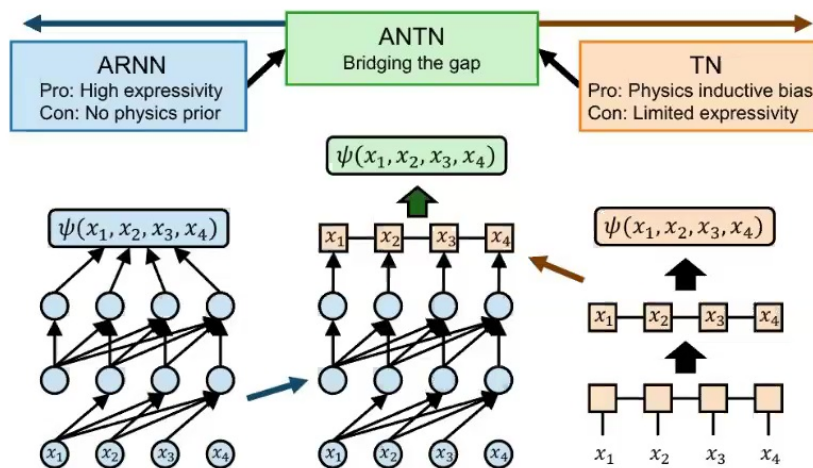 ARNN
Pro: High expressivity
Con: No physics prior
ANTN
Bridging the gap
TN
Pro: Physics inductive bias
Con: Limited expressivity
ψ(x₁, x₂, x₃, x₄)
x₁ x₂ x₃ x₄
ψ(x₁, x₂, x₃, x₄)
x₁ x₂ x₃ x₄
x₁ x₂ x₃ x₄
ψ(x₁, x₂, x₃, x₄)
x₁ x₂ x₃ x₄
x₁ x₂ x₃ x₄